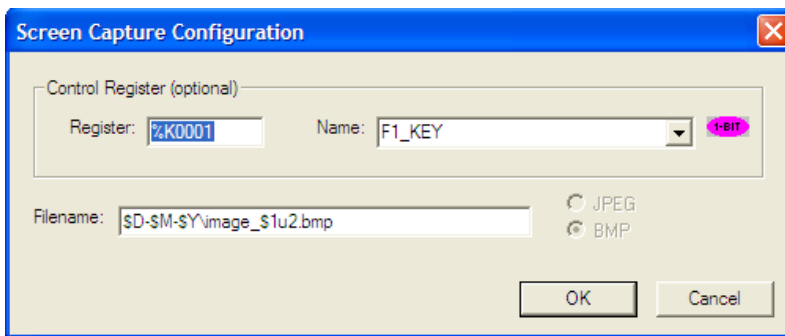 Screen Capture Configuration
Control Register (optional)
Register: %K0001 Name: F1_KEY 1-BIT
Filename: $D-$M-$Y\image_$1u2.bmp JPEG
BMP
OK Cancel